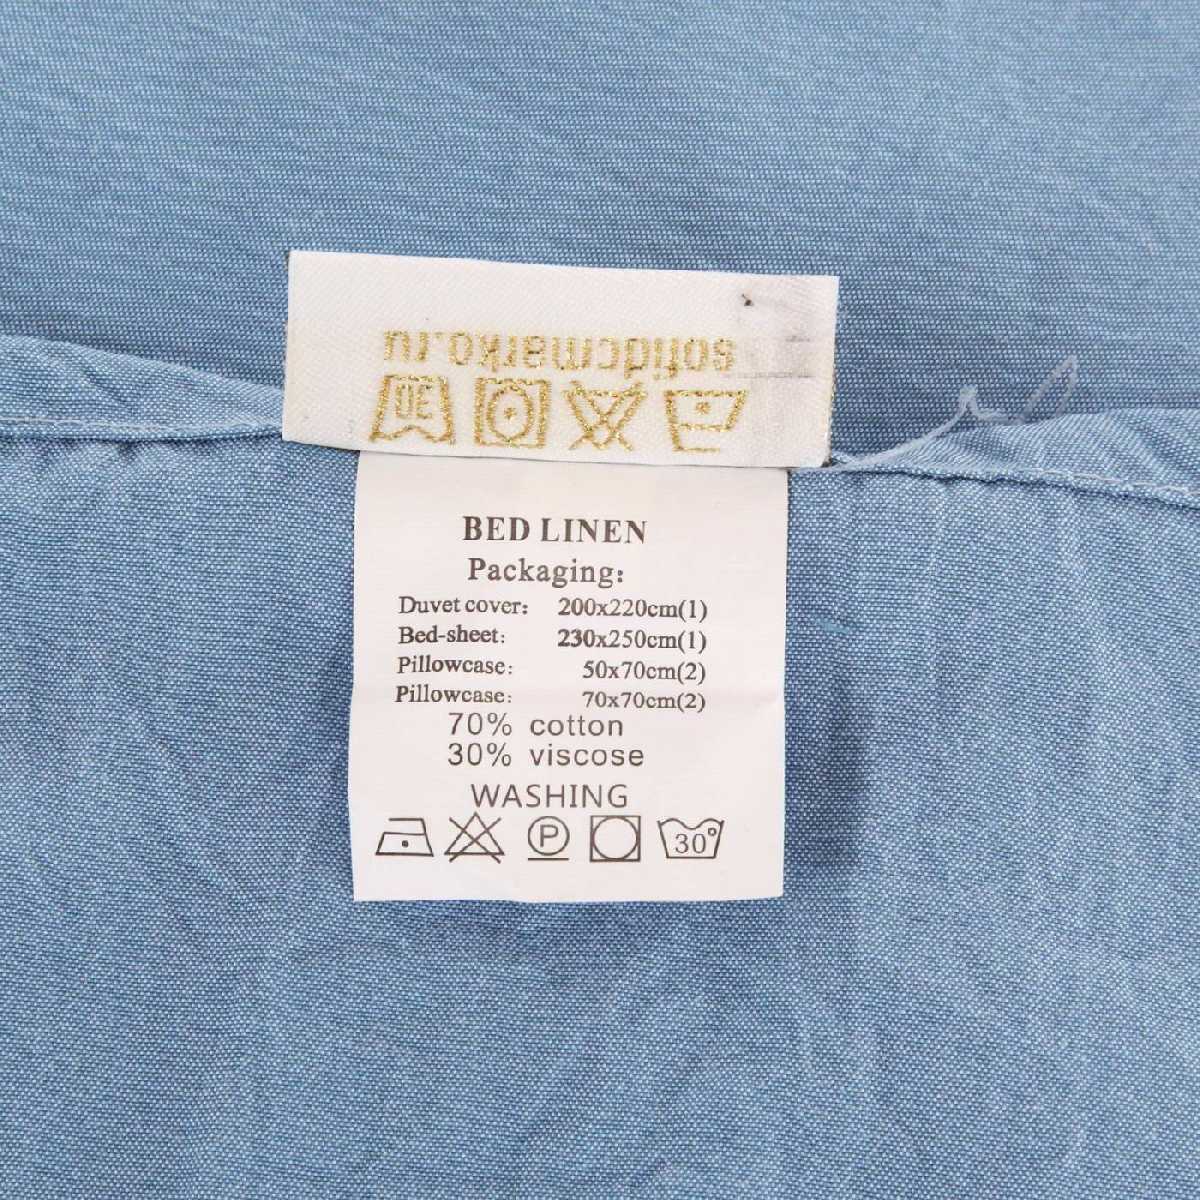 sofidemarko.ru
30
BED LINEN
Packaging:
Duvet cover: 200x220cm(1)
Bed-sheet: 230x250cm(1)
Pillowcase: 50x70cm(2)
Pillowcase: 70x70cm(2)
70% cotton
30% viscose
WASHING
P 30°